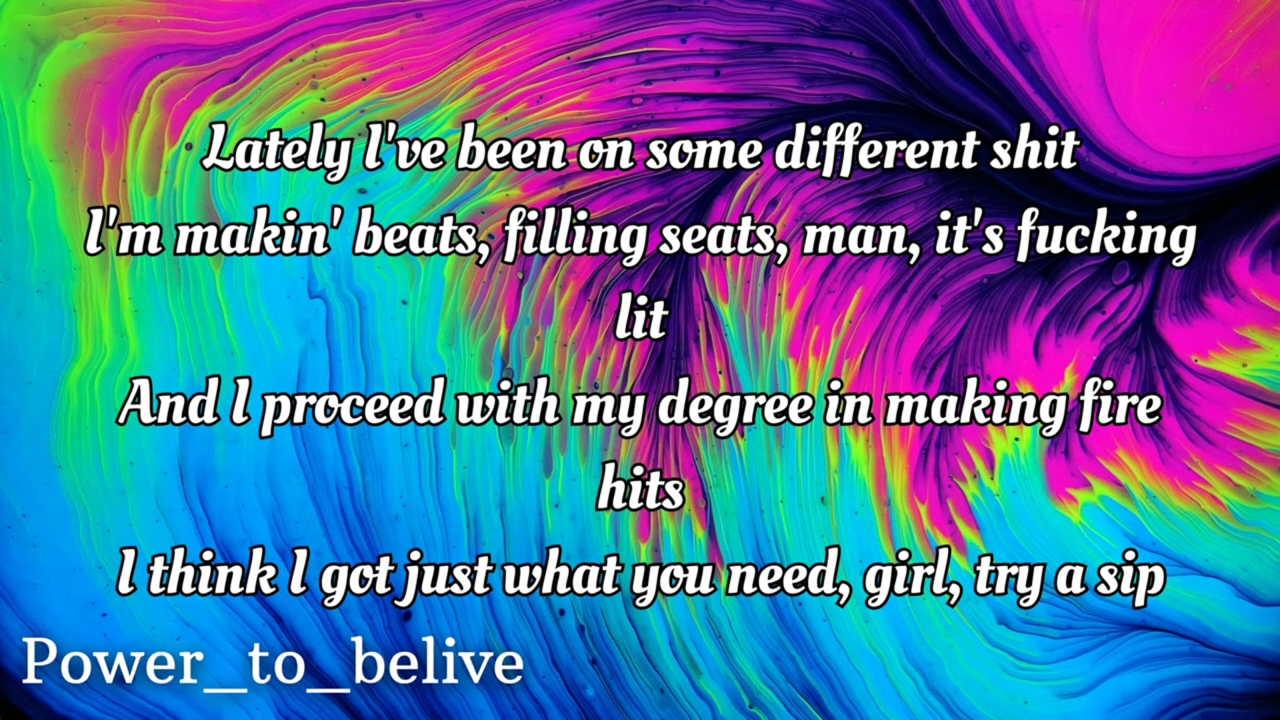 Lately I've been on some different shit
I'm makin' beats, filling seats, man, it's fucking
lit
And I proceed with my degree in making fire
hits
I think I got just what you need, girl, try a sip
Power_to_belive